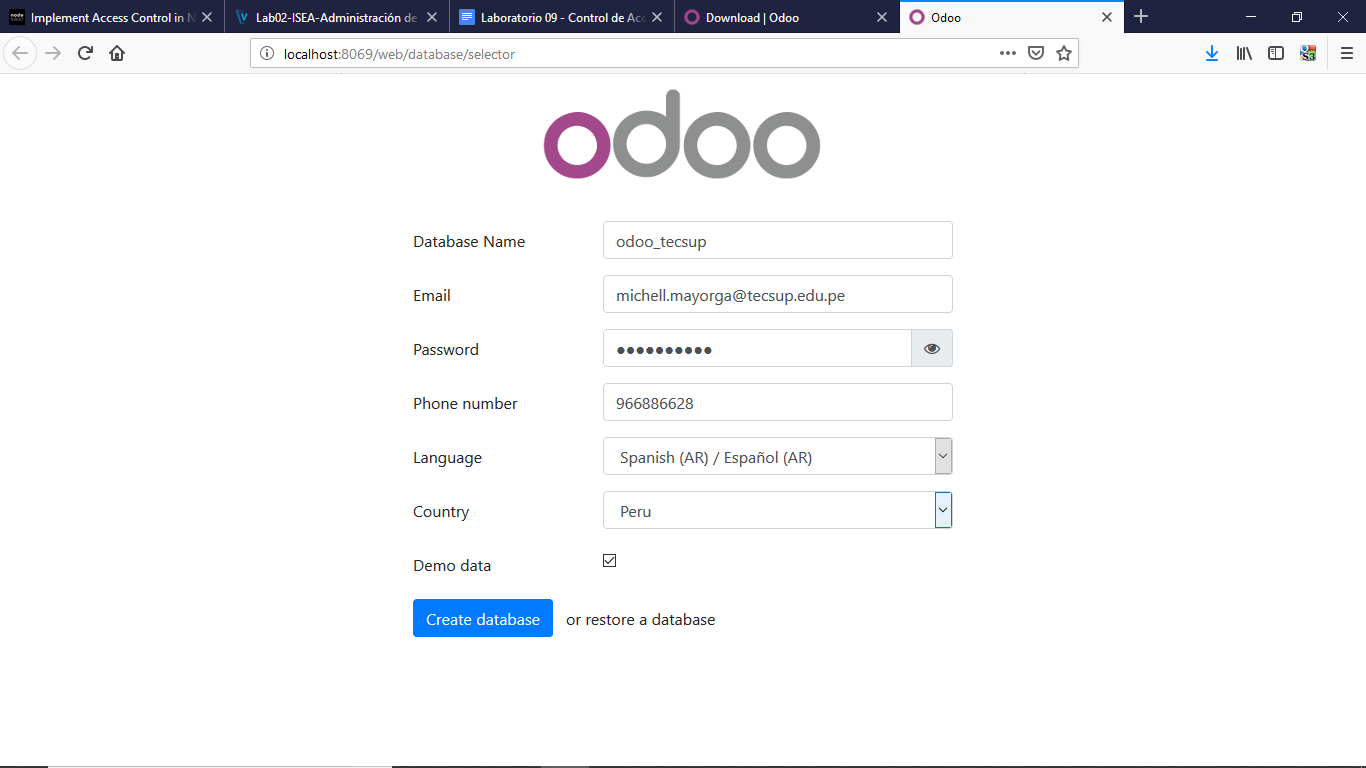 Implement Access Control in N
Lab02-ISEA-Administración de
Laboratorio 09 - Control de Acc
Download | Odoo
Odoo
localhost:8069/web/database/selector
odoo
Database Name
odoo_tecsup
Email
michell.mayorga@tecsup.edu.pe
Password
●●●●●●●●●●
Phone number
966886628
Language
Spanish (AR) / Español (AR)
Country
Peru
Demo data
Create database or restore a database